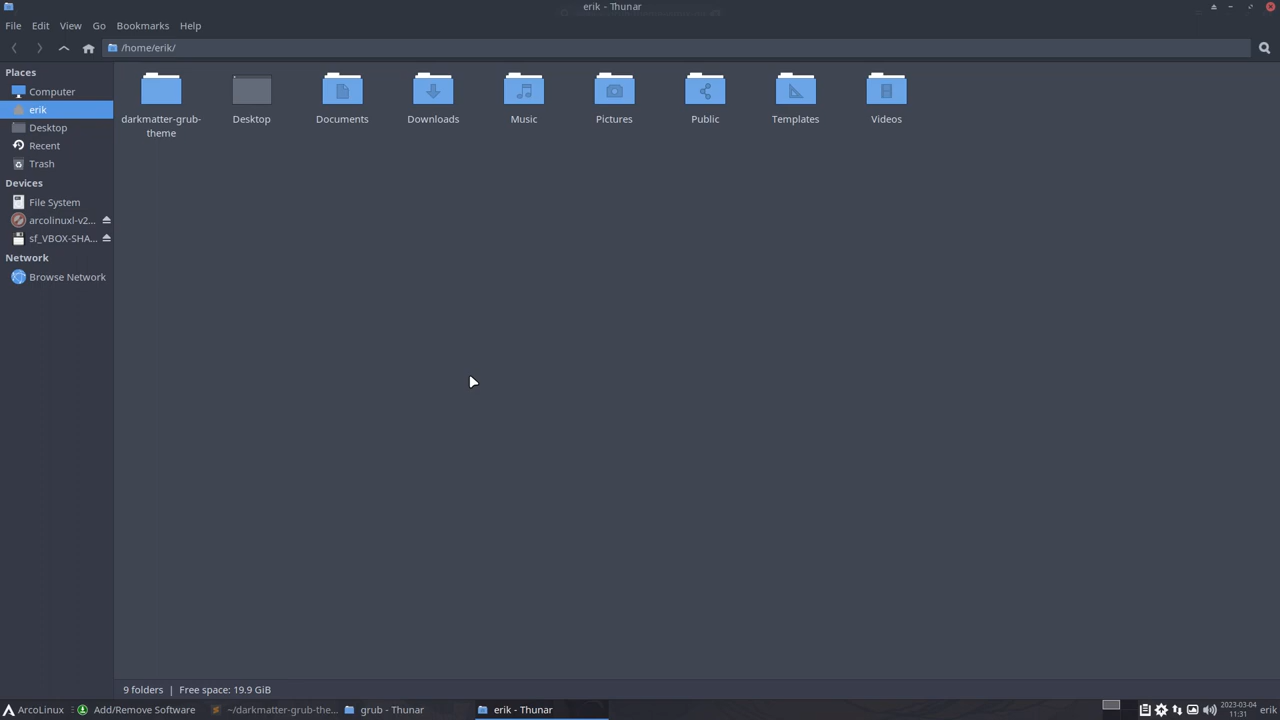 erik - Thunar
File Edit View Go Bookmarks Help
/home/erik/
Places
Computer
erik
Desktop
Recent
Trash
Devices
File System
arcolinuxl-v2...
sf_VBOX-SHA...
Network
Browse Network
darkmatter-grub-
theme
Desktop
Documents
Downloads
Music
Pictures
Public
Templates
Videos
9 folders | Free space: 19.9 GiB
ArcoLinux
Add/Remove Software
~/darkmatter-grub-the...
grub - Thunar
erik - Thunar
2023-03-04
11:31
erik